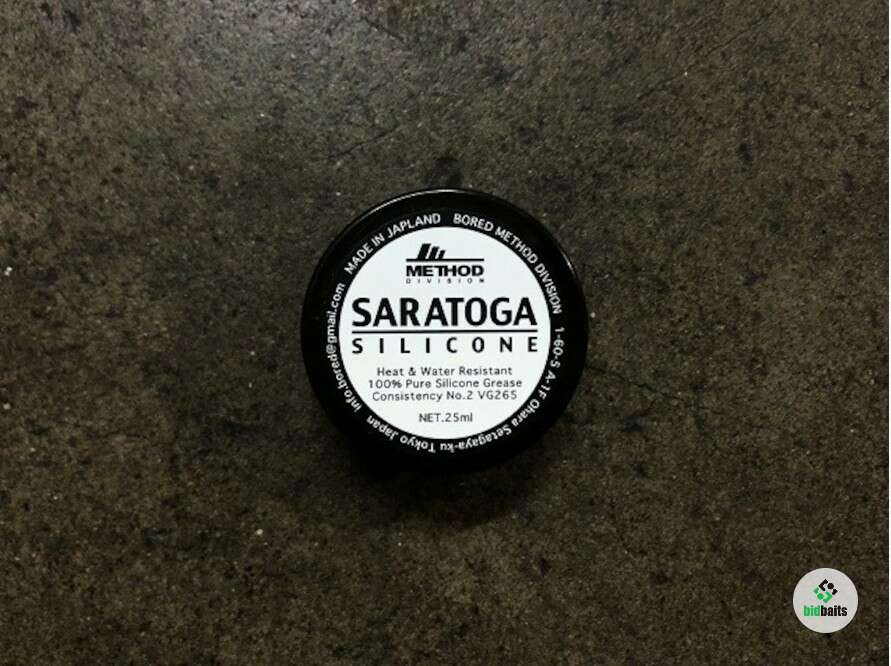 MADE IN JAPLAND BORED METHOD DIVISION 1-60-5 A-1F Ohara Setagaya-ku Tokyo Japan info.bored@gmail.com
METHOD
DIVISION
SARATOGA
SILICONE
Heat & Water Resistant
100% Pure Silicone Grease
Consistency No.2 VG265
NET.25ml
bidbaits